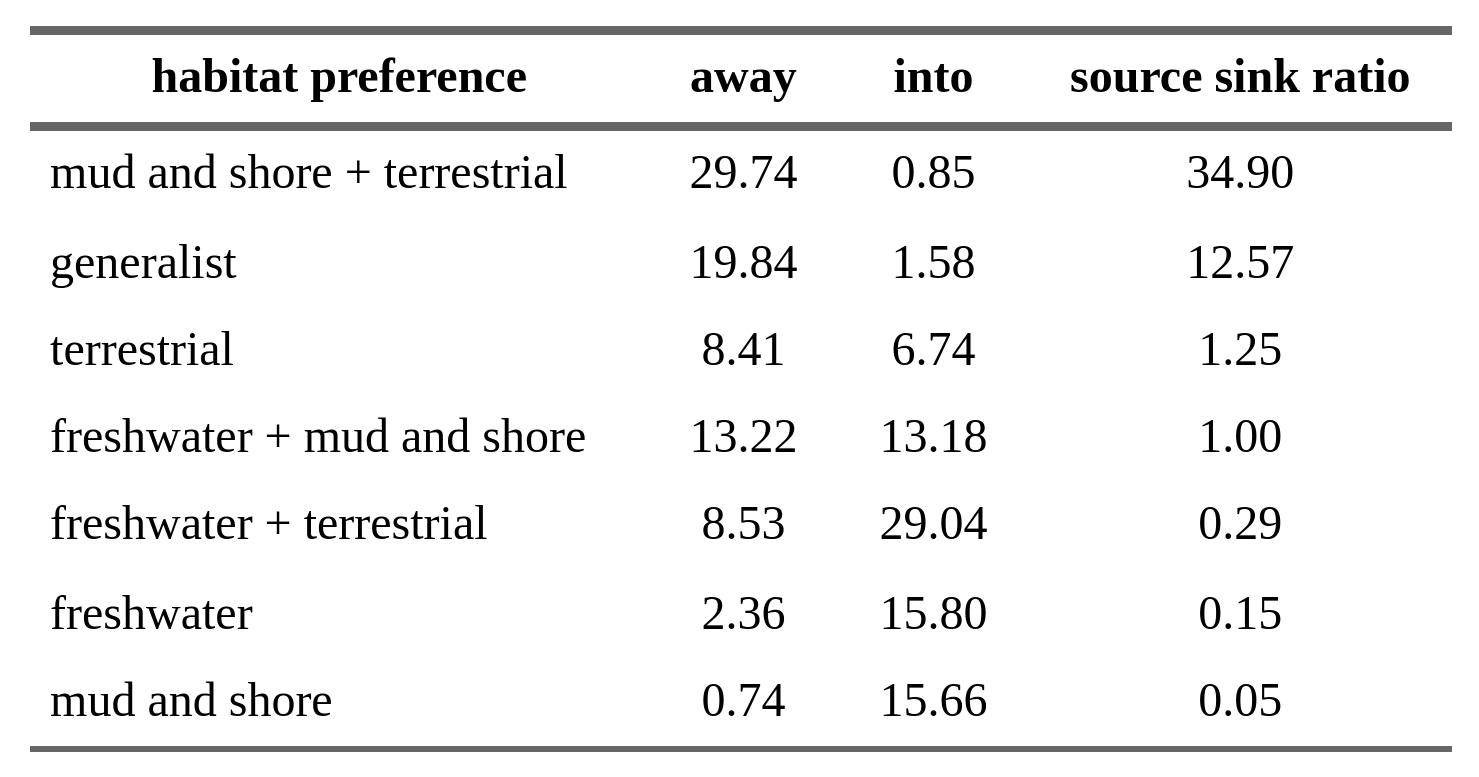 habitat preference away into source sink ratio
mud and shore + terrestrial 29.74 0.85 34.90
generalist 19.84 1.58 12.57
terrestrial 8.41 6.74 1.25
freshwater + mud and shore 13.22 13.18 1.00
freshwater + terrestrial 8.53 29.04 0.29
freshwater 2.36 15.80 0.15
mud and shore 0.74 15.66 0.05